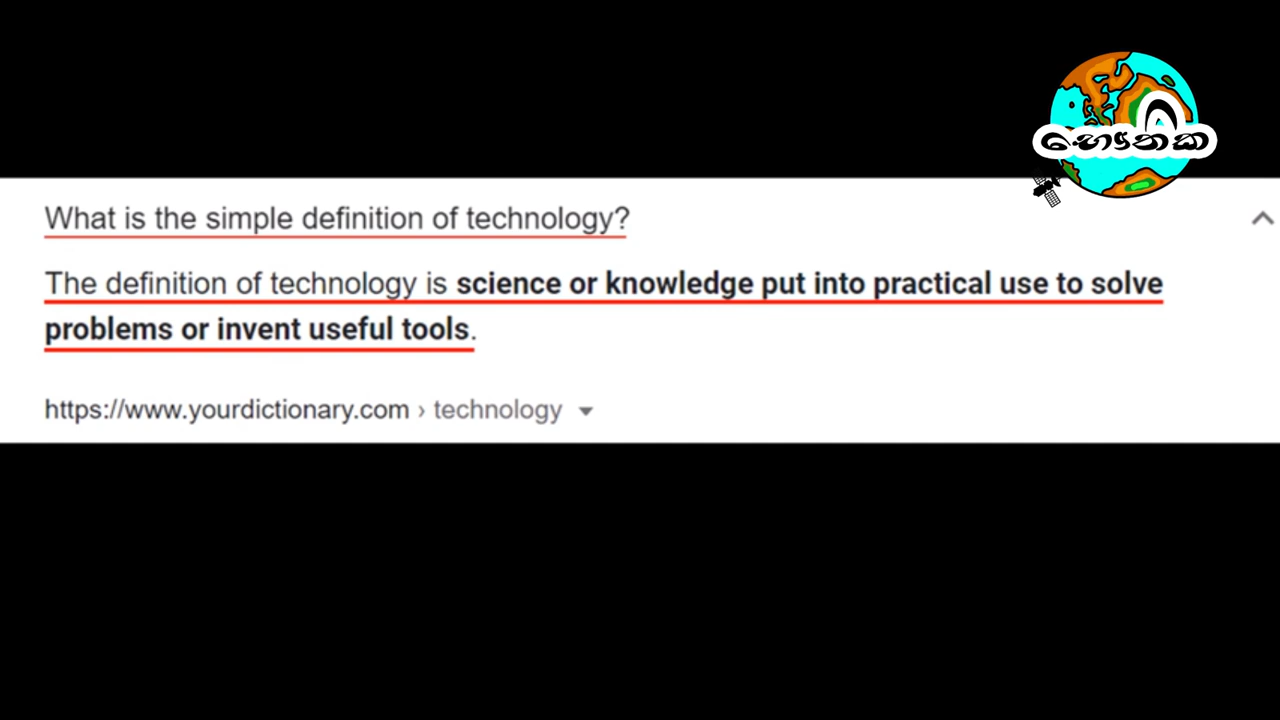 භෞතික
What is the simple definition of technology?
The definition of technology is science or knowledge put into practical use to solve
problems or invent useful tools.
https://www.yourdictionary.com › technology